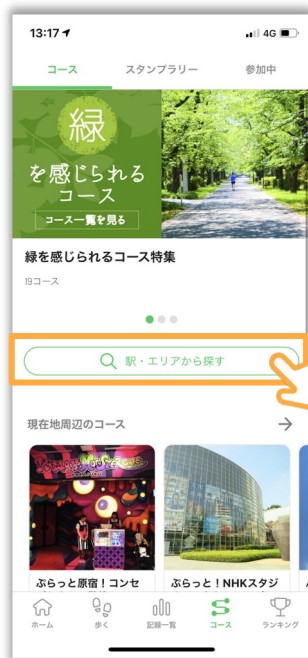 13:17
4G
コース
スタンプラリー
参加中
緑
を感じられる
コース
コース一覧を見る
緑を感じられるコース特集
19コース
駅・エリアから探す
現在地周辺のコース
ぷらっと原宿！コンセ
ぷらっと！NHKスタジ
ホーム
歩く
記録一覧
コース
ランキング